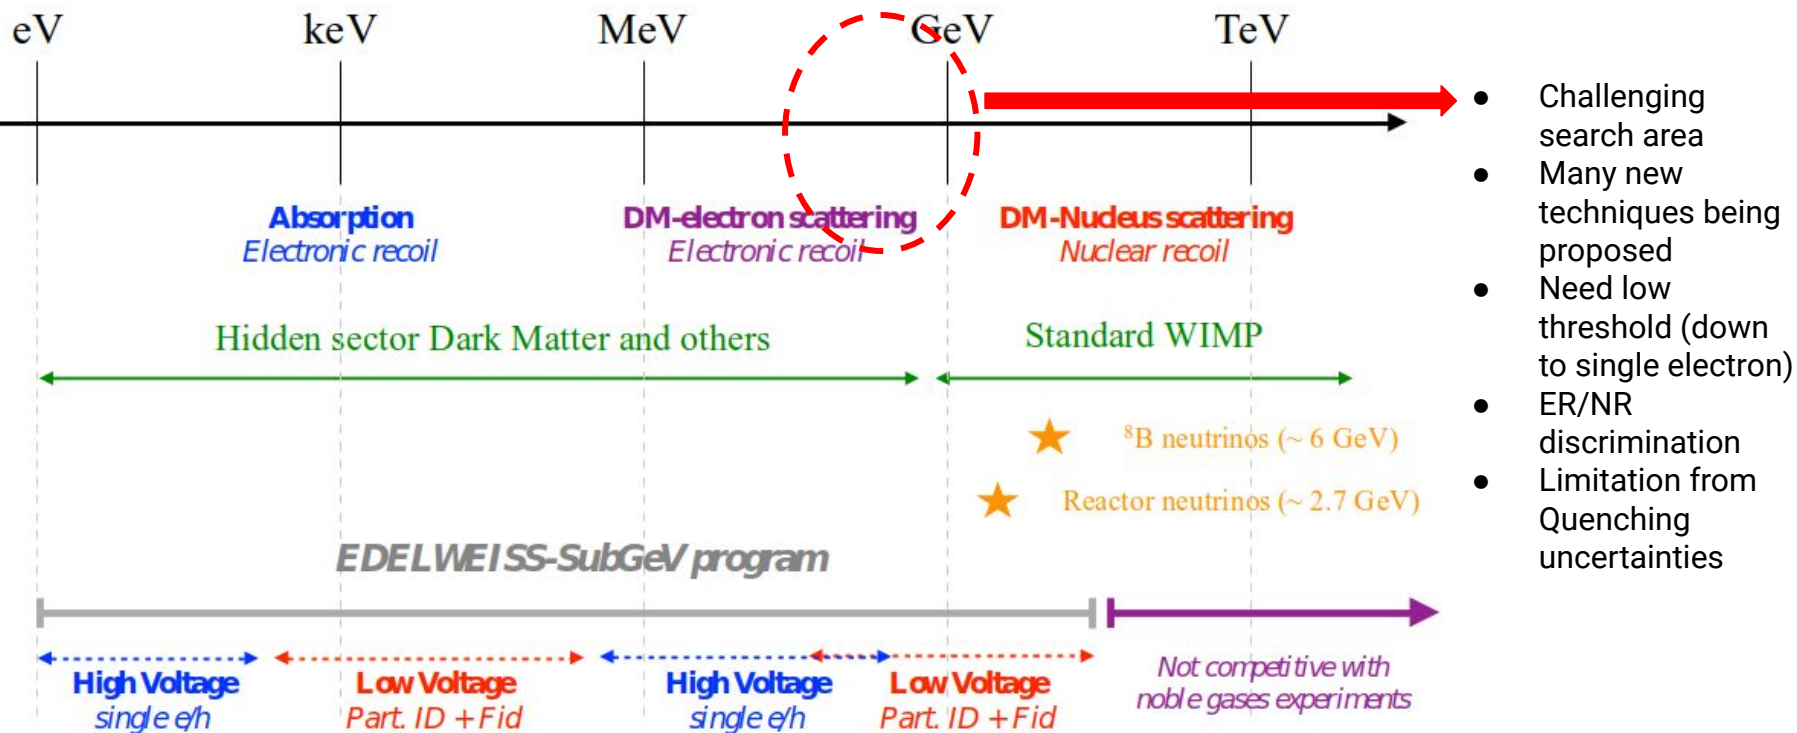 eV keV MeV GeV TeV
Absorption
Electronic recoil
DM-electron scattering
Electronic recoil
DM-Nucleus scattering
Nuclear recoil
Hidden sector Dark Matter and others
Standard WIMP
⁸B neutrinos (~ 6 GeV)
Reactor neutrinos (~ 2.7 GeV)
EDELWEISS-SubGeV program
High Voltage
single e/h
Low Voltage
Part. ID + Fid
High Voltage
single e/h
Low Voltage
Part. ID + Fid
Not competitive with
noble gases experiments
● Challenging
search area
● Many new
techniques being
proposed
● Need low
threshold (down
to single electron)
● ER/NR
discrimination
● Limitation from
Quenching
uncertainties